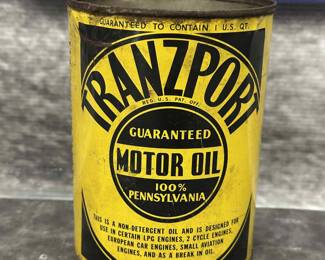 GUARANTEED TO CONTAIN 1 U.S. QT.
TRANZPORT
REG. U.S. PAT. OFF.
GUARANTEED
MOTOR OIL
100%
PENNSYLVANIA
THIS IS A NON-DETERGENT OIL AND IS DESIGNED FOR
USE IN CERTAIN LPG ENGINES, 2 CYCLE ENGINES,
EUROPEAN CAR ENGINES, SMALL AVIATION
ENGINES, AND AS A BREAK IN OIL.